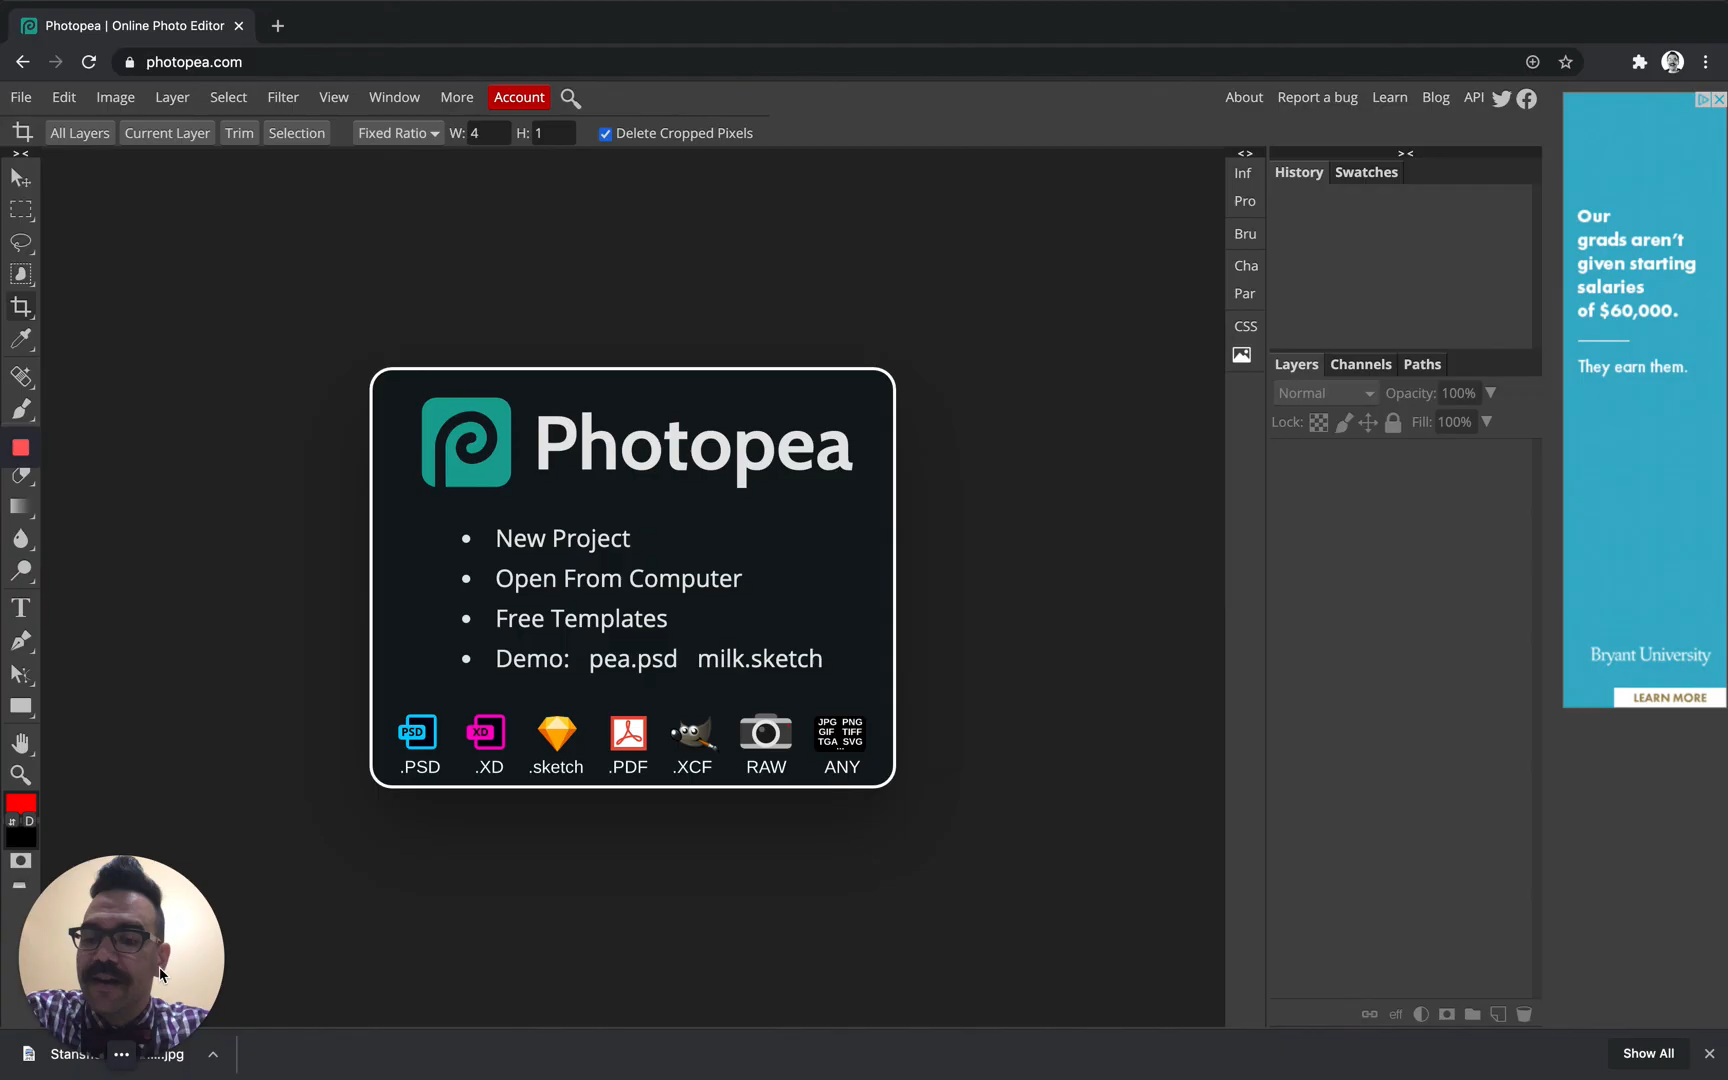 Photopea | Online Photo Editor
photopea.com
File Edit Image Layer Select Filter View Window More Account
About Report a bug Learn Blog API
All Layers Current Layer Trim Selection Fixed Ratio W: 4 H: 1 Delete Cropped Pixels
Inf
Pro
Bru
Cha
Par
CSS
History Swatches
Layers Channels Paths
Normal Opacity: 100%
Lock: Fill: 100%
T
D
Photopea
New Project
Open From Computer
Free Templates
Demo: pea.psd milk.sketch
PSD XD JPG PNG
GIF TIFF
TGA SVG
...
.PSD .XD .sketch .PDF .XCF RAW ANY
Our
grads aren't
given starting
salaries
of $60,000.
They earn them.
Bryant University
LEARN MORE
eff
....jpg
Show All